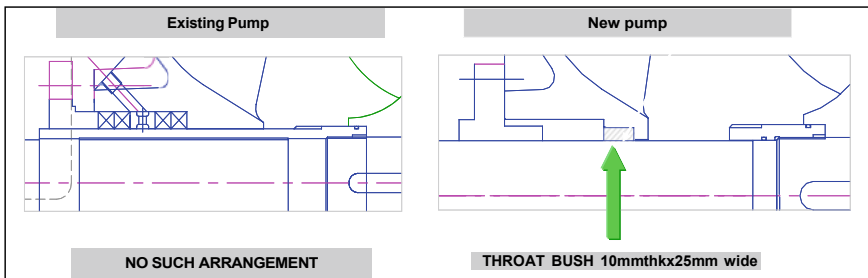 Existing Pump
New pump
NO SUCH ARRANGEMENT
THROAT BUSH 10mmthkx25mm wide